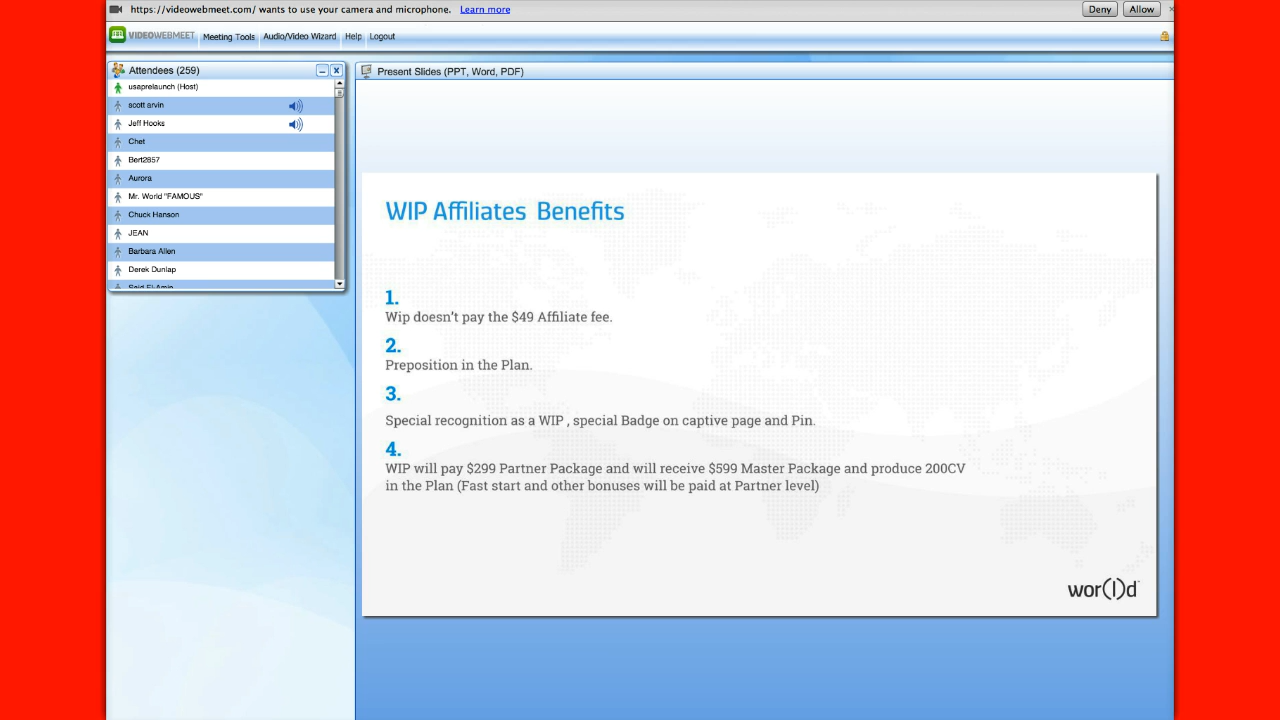 https://videowebmeet.com/ wants to use your camera and microphone. Learn more
Deny
Allow
VIDEOWEBMEET
Meeting Tools
Audio/Video Wizard
Help
Logout
Attendees (259)
usaprelaunch (Host)
scott arvin
Jeff Hooks
Chet
Bert2857
Aurora
Mr. World "FAMOUS"
Chuck Hanson
JEAN
Barbara Allen
Derek Dunlap
Said El-Amin
Present Slides (PPT, Word, PDF)
WIP Affiliates Benefits
1.
Wip doesn't pay the $49 Affiliate fee.
2.
Preposition in the Plan.
3.
Special recognition as a WIP , special Badge on captive page and Pin.
4.
WIP will pay $299 Partner Package and will receive $599 Master Package and produce 200CV
in the Plan (Fast start and other bonuses will be paid at Partner level)
wor(l)d